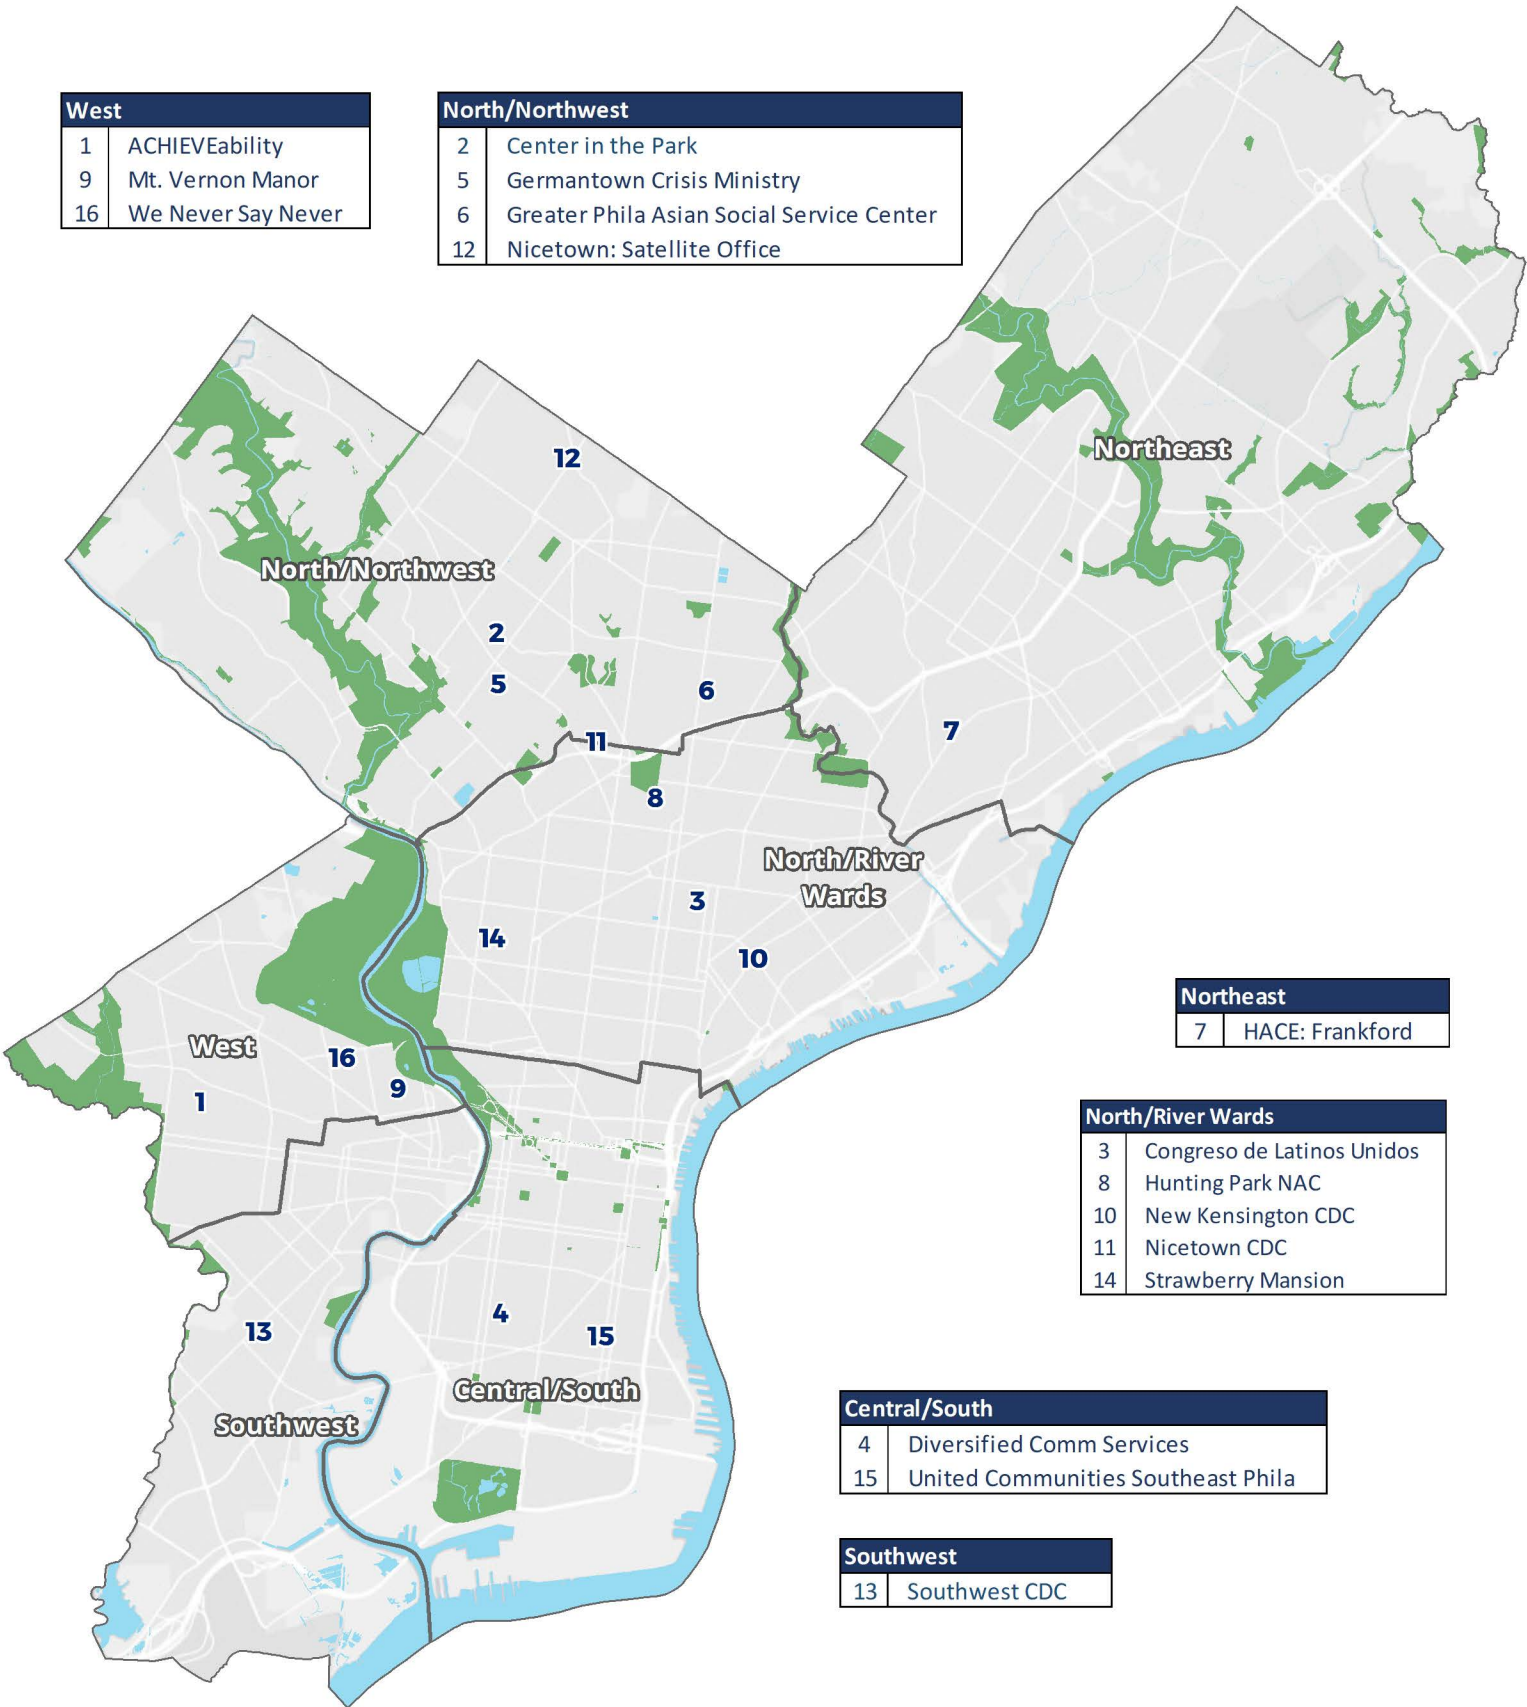 West
1 ACHIEVEability
9 Mt. Vernon Manor
16 We Never Say Never
North/Northwest
2 Center in the Park
5 Germantown Crisis Ministry
6 Greater Phila Asian Social Service Center
12 Nicetown: Satellite Office
Northeast
12
North/Northwest
2
5
6
7
11
8
North/River
Wards
3
14
10
West
16
9
1
4
13
15
Central/South
Southwest
Northeast
7 HACE: Frankford
North/River Wards
3 Congreso de Latinos Unidos
8 Hunting Park NAC
10 New Kensington CDC
11 Nicetown CDC
14 Strawberry Mansion
Central/South
4 Diversified Comm Services
15 United Communities Southeast Phila
Southwest
13 Southwest CDC